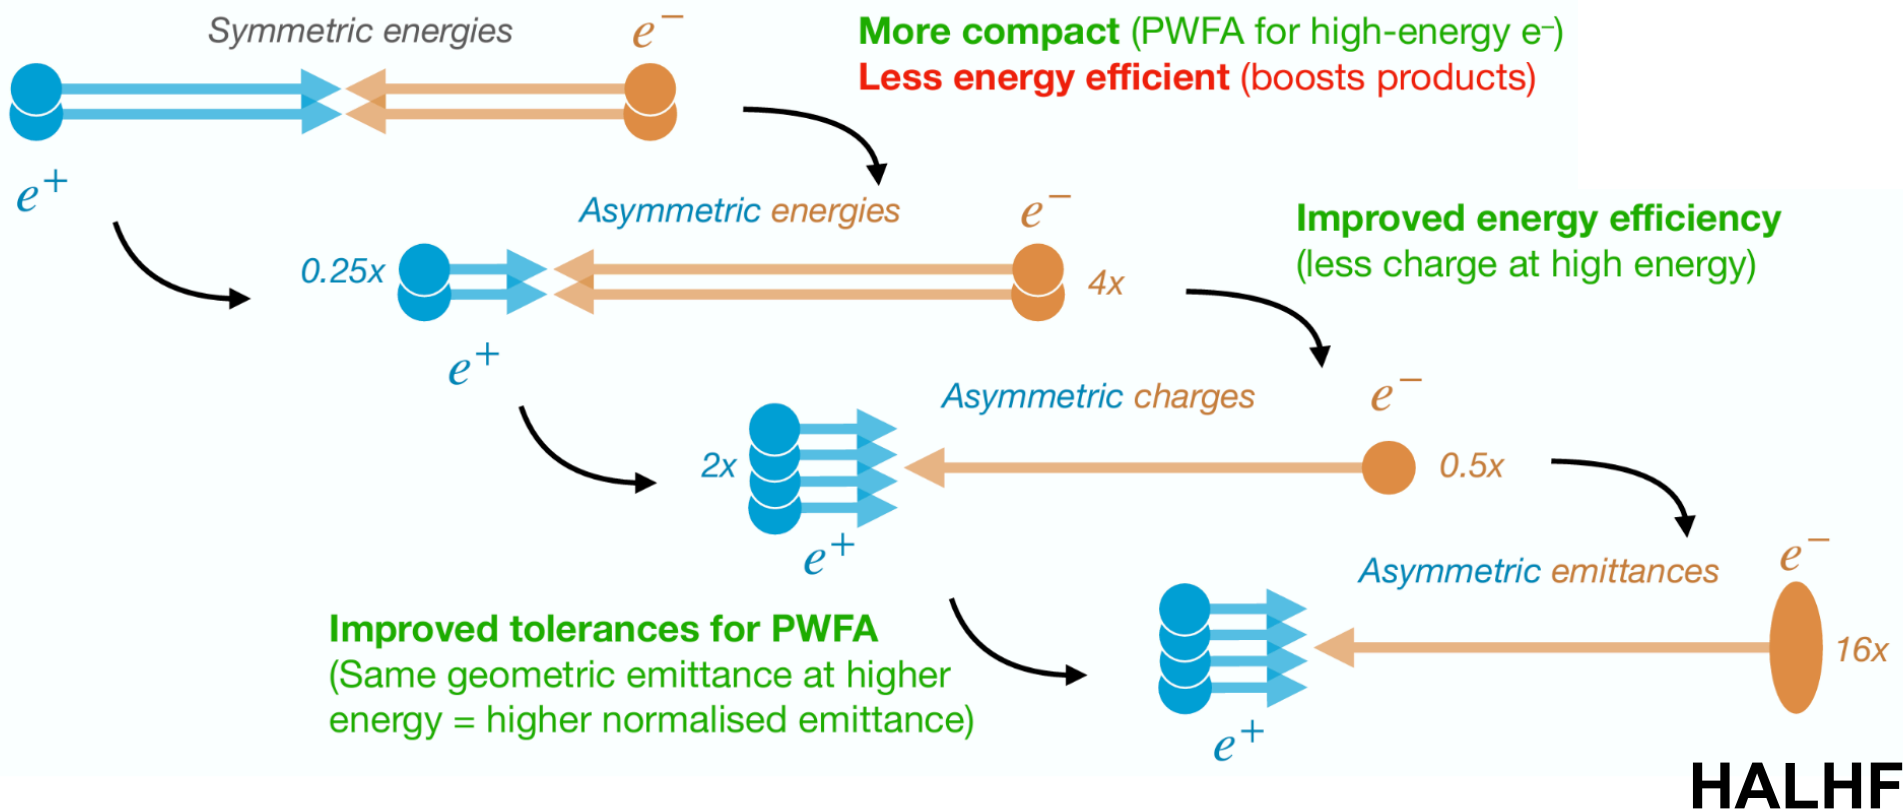 Symmetric energies
e⁻
More compact (PWFA for high-energy e⁻)
Less energy efficient (boosts products)
e⁺
Asymmetric energies
e⁻
0.25x
4x
e⁺
Improved energy efficiency
(less charge at high energy)
Asymmetric charges
e⁻
2x
0.5x
e⁺
Asymmetric emittances
e⁻
16x
e⁺
Improved tolerances for PWFA
(Same geometric emittance at higher
energy = higher normalised emittance)
HALHF